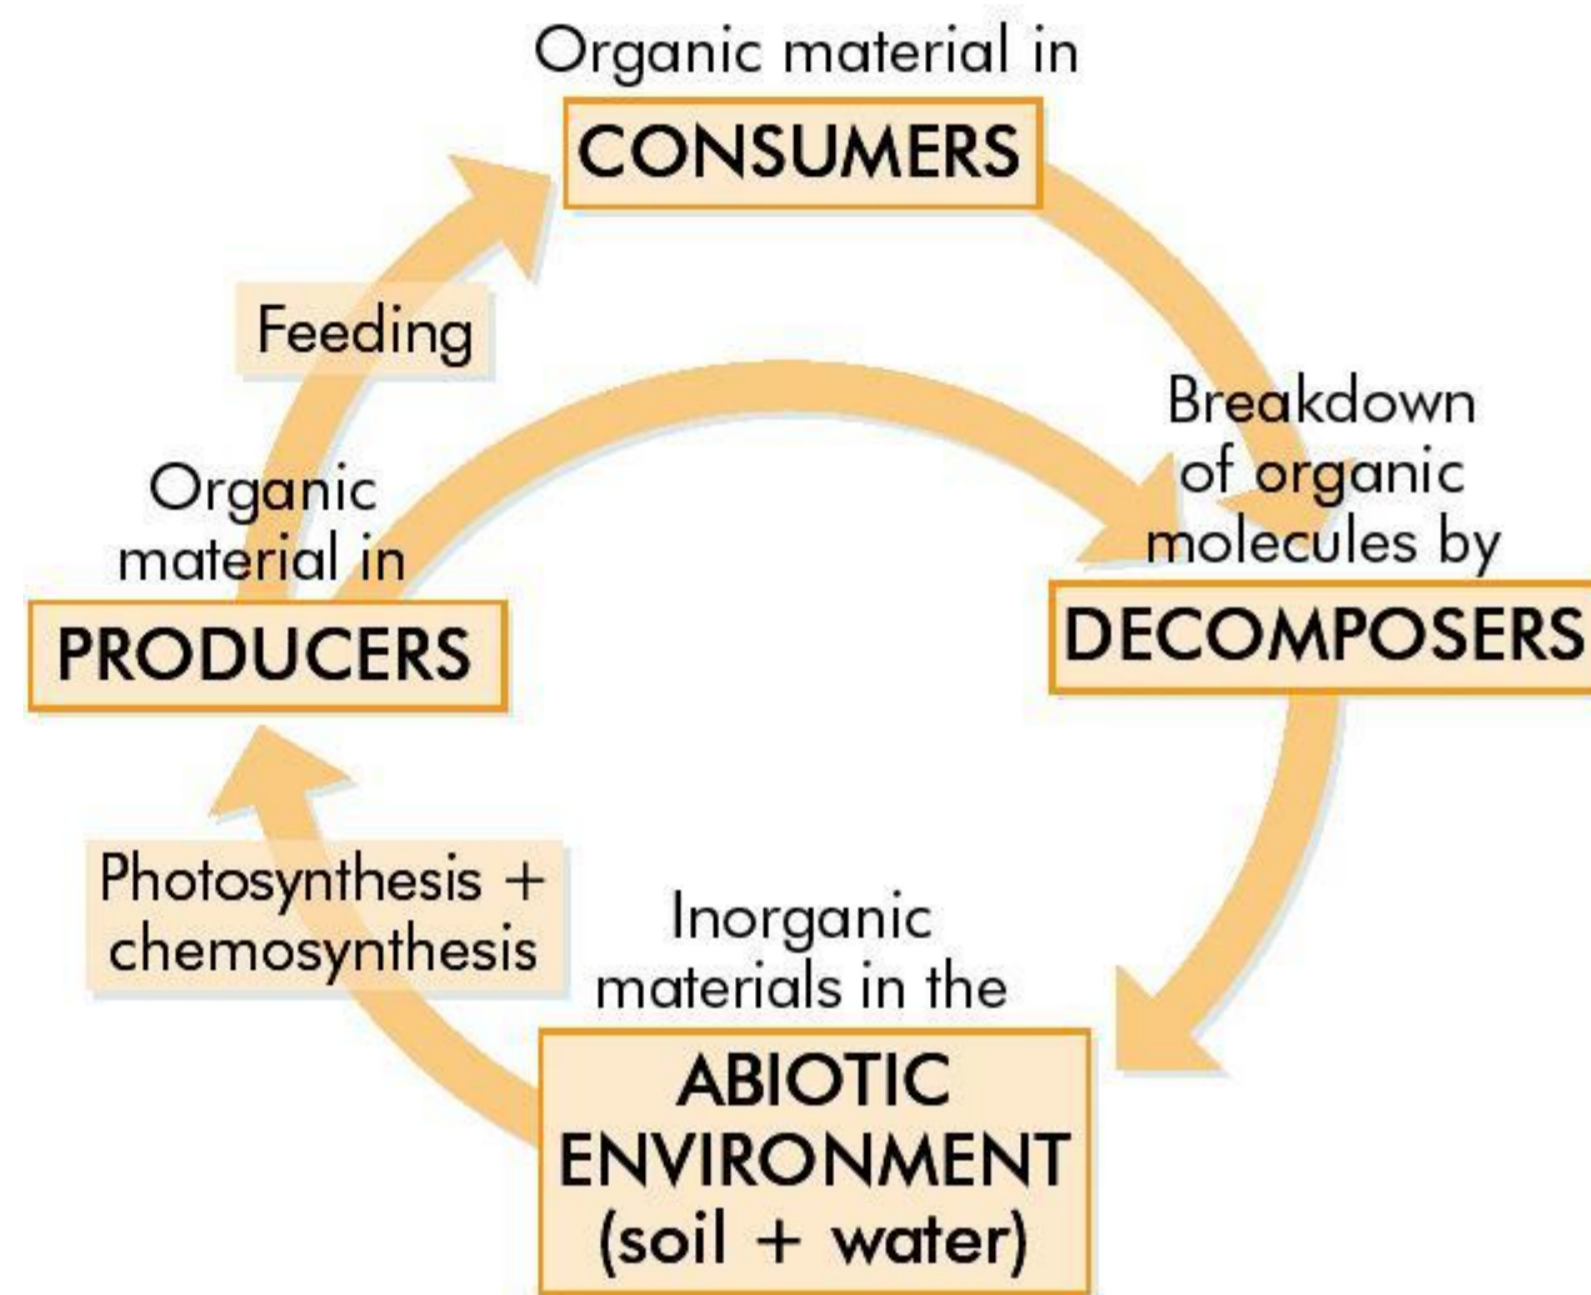 Organic material in
CONSUMERS
Feeding
Breakdown
of organic
molecules by
DECOMPOSERS
Organic
material in
PRODUCERS
Photosynthesis +
chemosynthesis
Inorganic
materials in the
ABIOTIC
ENVIRONMENT
(soil + water)